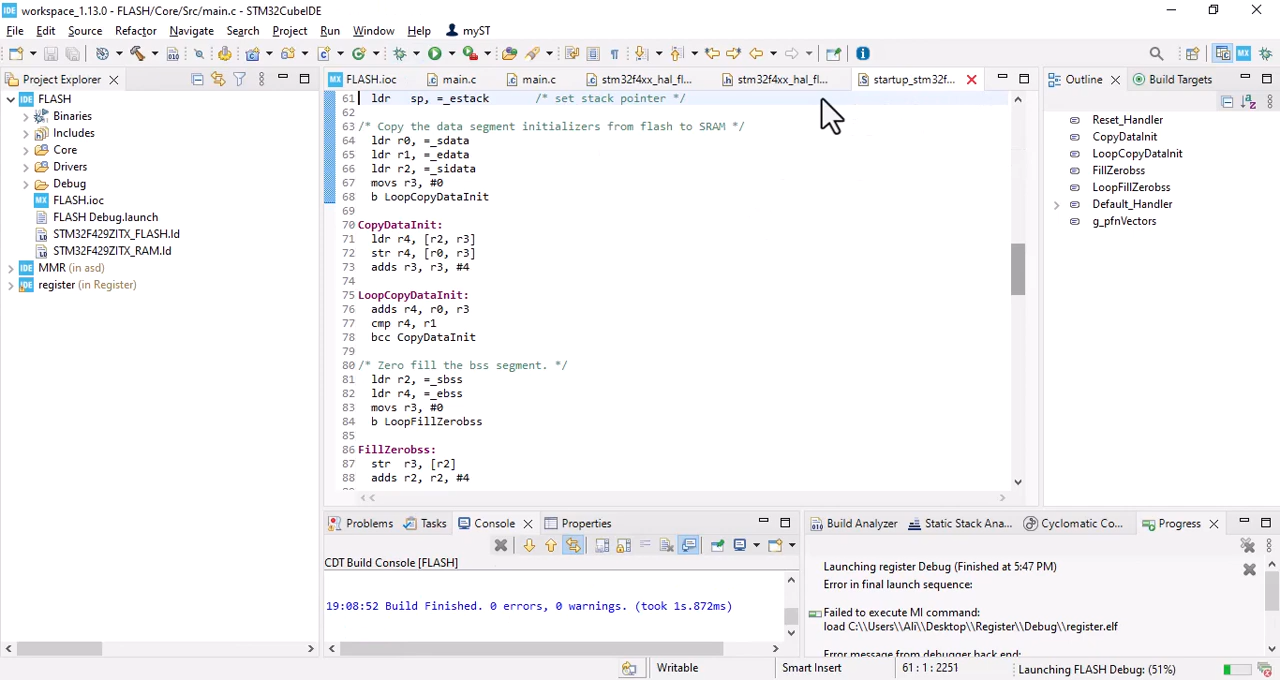 workspace_1.13.0 - FLASH/Core/Src/main.c - STM32CubeIDE
File Edit Source Refactor Navigate Search Project Run Window Help myST
Project Explorer
FLASH
Binaries
Includes
Core
Drivers
Debug
FLASH.ioc
FLASH Debug.launch
STM32F429ZITX_FLASH.ld
STM32F429ZITX_RAM.ld
MMR (in asd)
register (in Register)
FLASH.ioc main.c main.c stm32f4xx_hal_fl... stm32f4xx_hal_fl... startup_stm32f...
61 ldr sp, =_estack /* set stack pointer */
62
63 /* Copy the data segment initializers from flash to SRAM */
64 ldr r0, =_sdata
65 ldr r1, =_edata
66 ldr r2, =_sidata
67 movs r3, #0
68 b LoopCopyDataInit
69
70 CopyDataInit:
71 ldr r4, [r2, r3]
72 str r4, [r0, r3]
73 adds r3, r3, #4
74
75 LoopCopyDataInit:
76 adds r4, r0, r3
77 cmp r4, r1
78 bcc CopyDataInit
79
80 /* Zero fill the bss segment. */
81 ldr r2, =_sbss
82 ldr r4, =_ebss
83 movs r3, #0
84 b LoopFillZerobss
85
86 FillZerobss:
87 str r3, [r2]
88 adds r2, r2, #4
Outline Build Targets
Reset_Handler
CopyDataInit
LoopCopyDataInit
FillZerobss
LoopFillZerobss
Default_Handler
g_pfnVectors
Problems Tasks Console Properties
CDT Build Console [FLASH]
19:08:52 Build Finished. 0 errors, 0 warnings. (took 1s.872ms)
Build Analyzer Static Stack Ana... Cyclomatic Co... Progress
Launching register Debug (Finished at 5:47 PM)
Error in final launch sequence:
Failed to execute MI command:
load C:\\Users\\Ali\\Desktop\\Register\\Debug\\register.elf
Error message from debugger back end:
Writable Smart Insert 61 : 1 : 2251 Launching FLASH Debug: (51%)